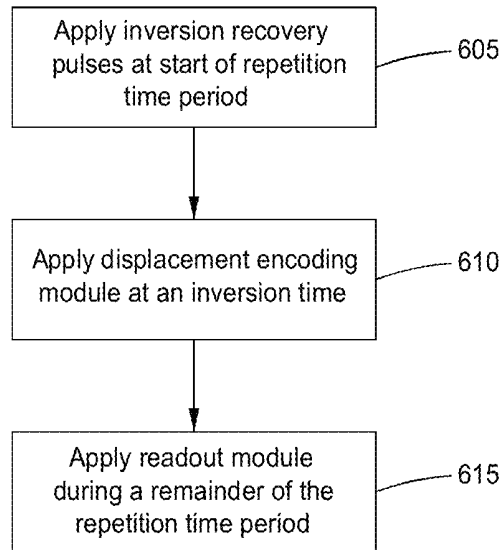 Apply inversion recovery
pulses at start of repetition
time period
605
Apply displacement encoding
module at an inversion time
610
Apply readout module
during a remainder of the
repetition time period
615